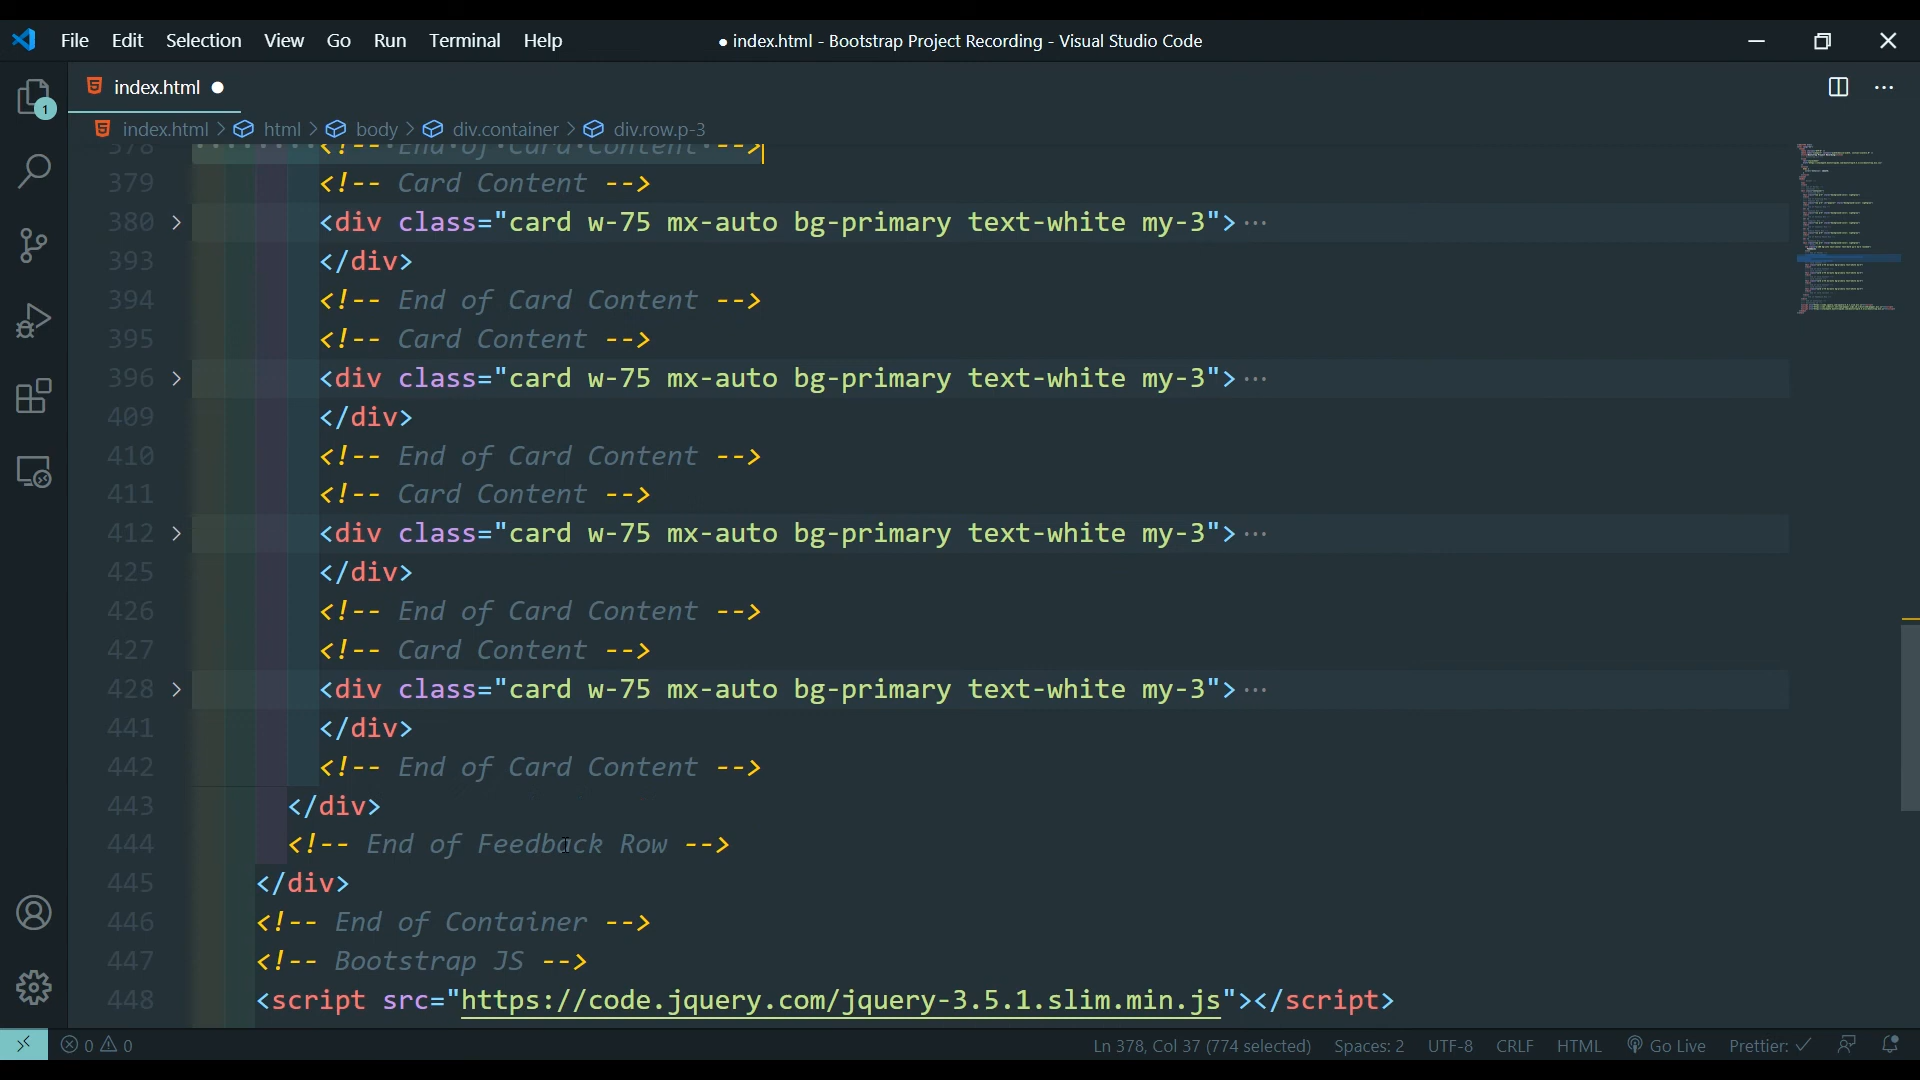 File Edit Selection View Go Run Terminal Help ● index.html - Bootstrap Project Recording - Visual Studio Code
index.html ●
index.html > html > body > div.container > div.row.p-3
378 <!-- End of Card Content -->
379 <!-- Card Content -->
380 <div class="card w-75 mx-auto bg-primary text-white my-3">···
393 </div>
394 <!-- End of Card Content -->
395 <!-- Card Content -->
396 <div class="card w-75 mx-auto bg-primary text-white my-3">···
409 </div>
410 <!-- End of Card Content -->
411 <!-- Card Content -->
412 <div class="card w-75 mx-auto bg-primary text-white my-3">···
425 </div>
426 <!-- End of Card Content -->
427 <!-- Card Content -->
428 <div class="card w-75 mx-auto bg-primary text-white my-3">···
441 </div>
442 <!-- End of Card Content -->
443 </div>
444 <!-- End of Feedback Row -->
445 </div>
446 <!-- End of Container -->
447 <!-- Bootstrap JS -->
448 <script src="https://code.jquery.com/jquery-3.5.1.slim.min.js"></script>
1
0 0 Ln 378, Col 37 (774 selected) Spaces: 2 UTF-8 CRLF HTML Go Live Prettier: ✓